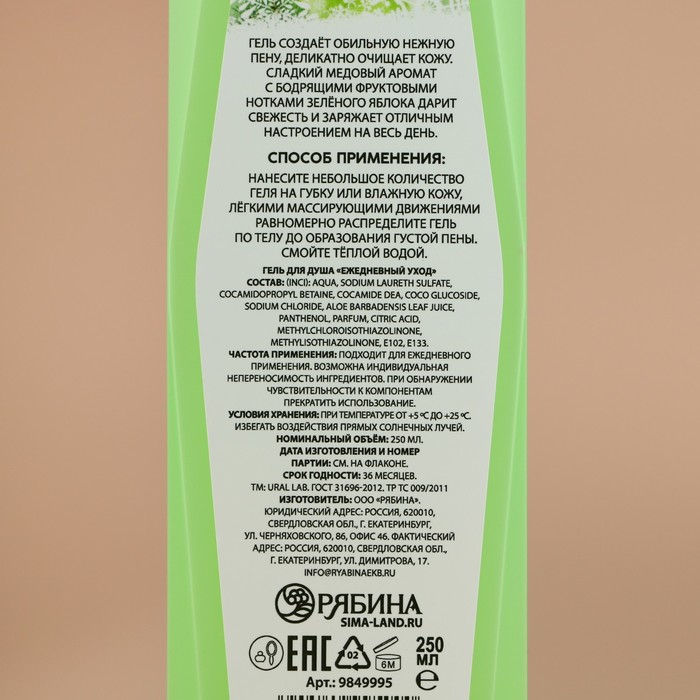 ГЕЛЬ СОЗДАЁТ ОБИЛЬНУЮ НЕЖНУЮ
ПЕНУ, ДЕЛИКАТНО ОЧИЩАЕТ КОЖУ.
СЛАДКИЙ МЕДОВЫЙ АРОМАТ
С БОДРЯЩИМИ ФРУКТОВЫМИ
НОТКАМИ ЗЕЛЁНОГО ЯБЛОКА ДАРИТ
СВЕЖЕСТЬ И ЗАРЯЖАЕТ ОТЛИЧНЫМ
НАСТРОЕНИЕМ НА ВЕСЬ ДЕНЬ.
СПОСОБ ПРИМЕНЕНИЯ:
НАНЕСИТЕ НЕБОЛЬШОЕ КОЛИЧЕСТВО
ГЕЛЯ НА ГУБКУ ИЛИ ВЛАЖНУЮ КОЖУ,
ЛЁГКИМИ МАССИРУЮЩИМИ ДВИЖЕНИЯМИ
РАВНОМЕРНО РАСПРЕДЕЛИТЕ ГЕЛЬ
ПО ТЕЛУ ДО ОБРАЗОВАНИЯ ГУСТОЙ ПЕНЫ.
СМОЙТЕ ТЁПЛОЙ ВОДОЙ.
ГЕЛЬ ДЛЯ ДУША «ЕЖЕДНЕВНЫЙ УХОД»
СОСТАВ: (INCI): AQUA, SODIUM LAURETH SULFATE,
COCAMIDOPROPYL BETAINE, COCAMIDE DEA, COCO GLUCOSIDE,
SODIUM CHLORIDE, ALOE BARBADENSIS LEAF JUICE,
PANTHENOL, PARFUM, CITRIC ACID,
METHYLCHLOROISOTHIAZOLINONE,
METHYLISOTHIAZOLINONE, E102, E133.
ЧАСТОТА ПРИМЕНЕНИЯ: ПОДХОДИТ ДЛЯ ЕЖЕДНЕВНОГО
ПРИМЕНЕНИЯ. ВОЗМОЖНА ИНДИВИДУАЛЬНАЯ
НЕПЕРЕНОСИМОСТЬ ИНГРЕДИЕНТОВ. ПРИ ОБНАРУЖЕНИИ
ЧУВСТВИТЕЛЬНОСТИ К КОМПОНЕНТАМ
ПРЕКРАТИТЬ ИСПОЛЬЗОВАНИЕ.
УСЛОВИЯ ХРАНЕНИЯ: ПРИ ТЕМПЕРАТУРЕ ОТ +5 ºС ДО +25 ºС.
ИЗБЕГАТЬ ВОЗДЕЙСТВИЯ ПРЯМЫХ СОЛНЕЧНЫХ ЛУЧЕЙ.
НОМИНАЛЬНЫЙ ОБЪЁМ: 250 МЛ.
ДАТА ИЗГОТОВЛЕНИЯ И НОМЕР
ПАРТИИ: СМ. НА ФЛАКОНЕ.
СРОК ГОДНОСТИ: 36 МЕСЯЦЕВ.
ТМ: URAL LAB. ГОСТ 31696-2012. ТР ТС 009/2011
ИЗГОТОВИТЕЛЬ: ООО «РЯБИНА».
ЮРИДИЧЕСКИЙ АДРЕС: РОССИЯ, 620010,
СВЕРДЛОВСКАЯ ОБЛ., Г. ЕКАТЕРИНБУРГ,
УЛ. ЧЕРНЯХОВСКОГО, 86, ОФИС 46. ФАКТИЧЕСКИЙ
АДРЕС: РОССИЯ, 620010, СВЕРДЛОВСКАЯ ОБЛ.,
Г. ЕКАТЕРИНБУРГ, УЛ. ДИМИТРОВА, 17.
INFO@RYABINAEKB.RU
РЯБИНА
SIMA-LAND.RU
EAC 02 6M 250 МЛ ℮
Арт.: 9849995